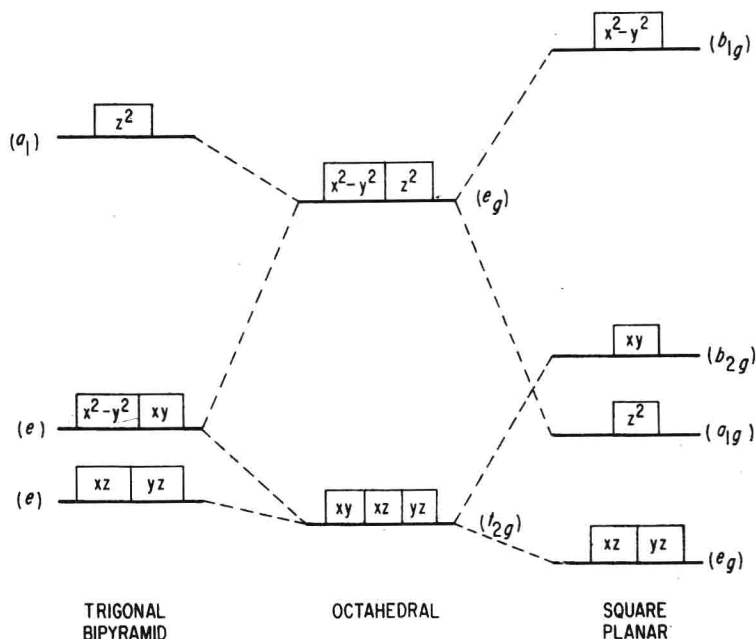 x²-y²
(b1g)
z²
(a1)
x²-y² z²
(eg)
xy
(b2g)
x²-y² xy
(e)
z²
(a1g)
xz yz
(e)
xy xz yz
(t2g)
xz yz
(eg)
TRIGONAL
BIPYRAMID
OCTAHEDRAL
SQUARE
PLANAR